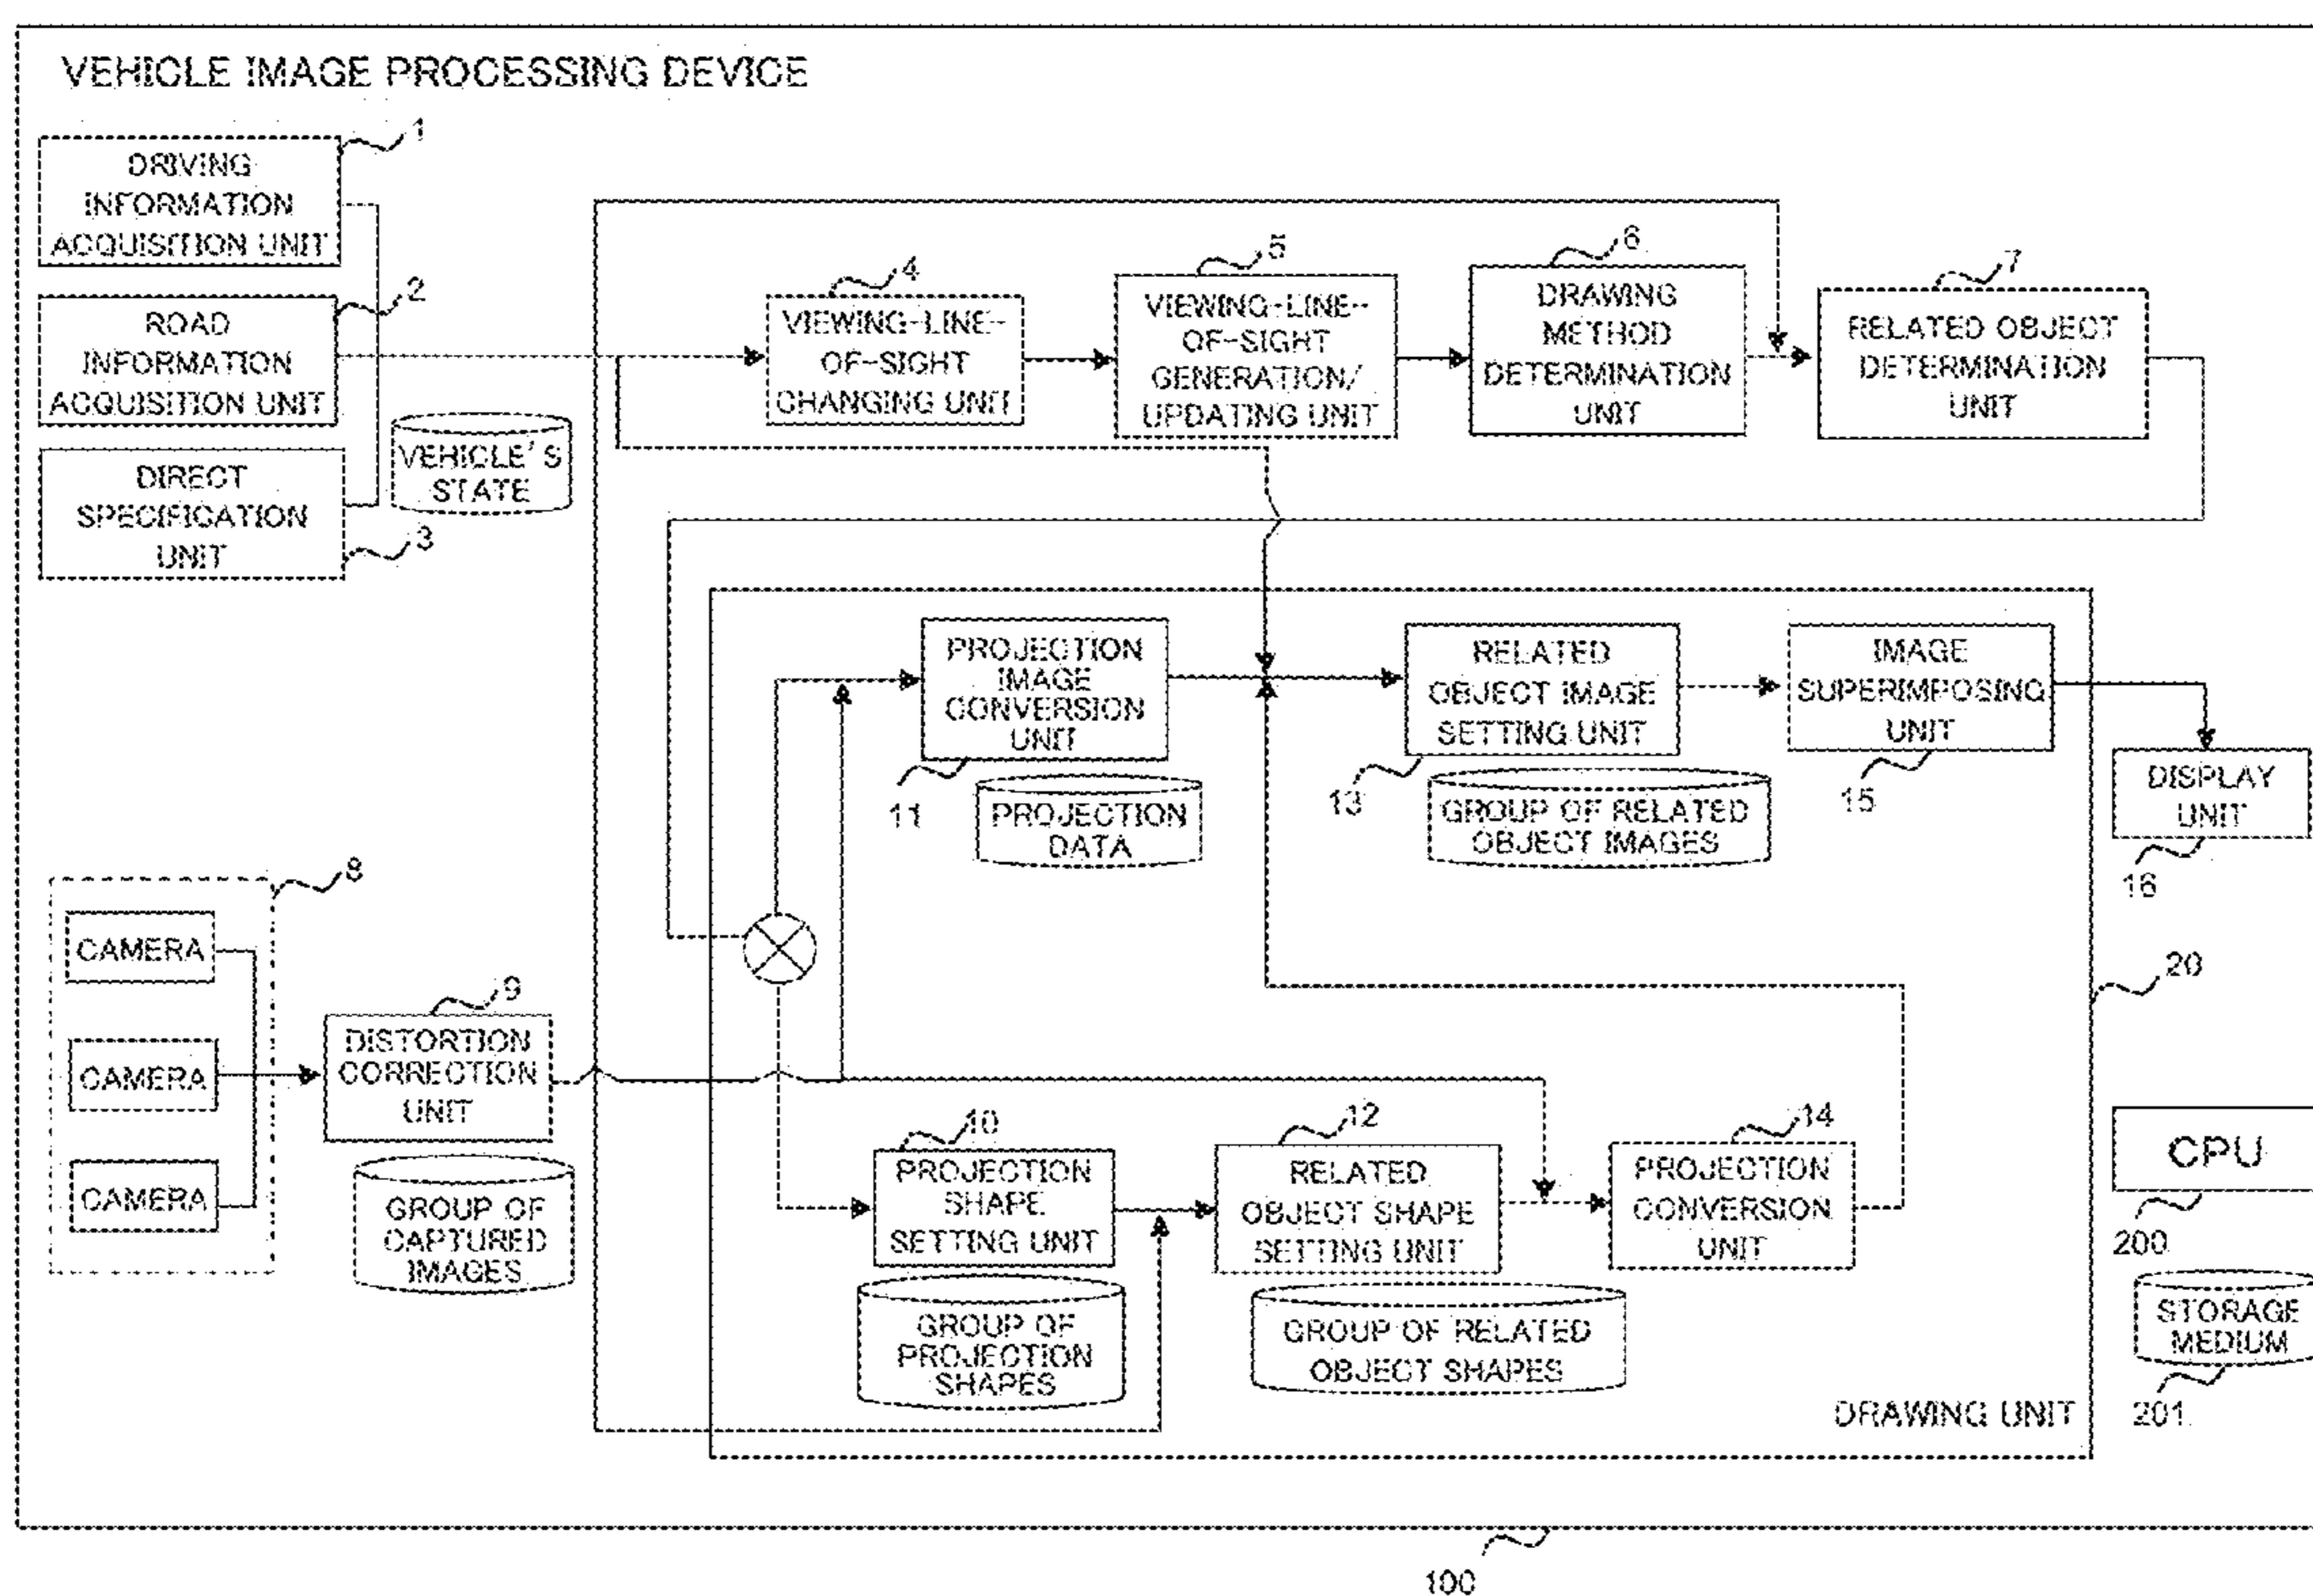 VEHICLE IMAGE PROCESSING DEVICE
1
DRIVING
INFORMATION
ACQUISITION UNIT
2
ROAD
INFORMATION
ACQUISITION UNIT
VEHICLE'S
STATE
DIRECT
SPECIFICATION
UNIT
3
4
VIEWING-LINE-
OF-SIGHT
CHANGING UNIT
5
VIEWING-LINE-
OF-SIGHT
GENERATION/
UPDATING UNIT
6
DRAWING
METHOD
DETERMINATION
UNIT
7
RELATED OBJECT
DETERMINATION
UNIT
PROJECTION
IMAGE
CONVERSION
UNIT
11
PROJECTION
DATA
RELATED
OBJECT IMAGE
SETTING UNIT
13
GROUP OF RELATED
OBJECT IMAGES
IMAGE
SUPERIMPOSING
UNIT
15
DISPLAY
UNIT
16
8
CAMERA
CAMERA
CAMERA
9
DISTORTION
CORRECTION
UNIT
GROUP OF
CAPTURED
IMAGES
20
10
PROJECTION
SHAPE
SETTING UNIT
GROUP OF
PROJECTION
SHAPES
12
RELATED
OBJECT SHAPE
SETTING UNIT
GROUP OF RELATED
OBJECT SHAPES
14
PROJECTION
CONVERSION
UNIT
DRAWING UNIT
CPU
200
STORAGE
MEDIUM
201
100